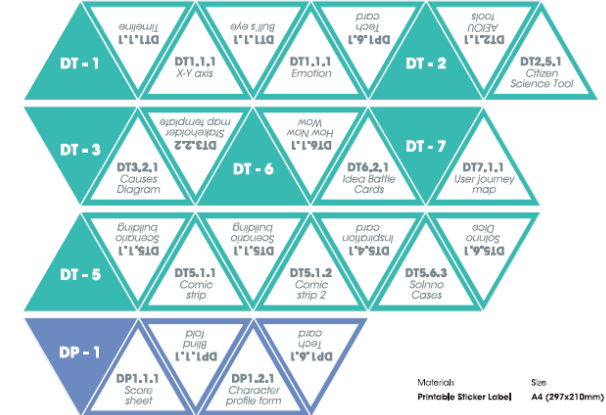 DT - 1
DT1.1.1
Timeline
DT1.1.1
X-Y axis
DT1.1.1
Bull's eye
DT1.1.1
Emotion
DP1.6.1
Tech
card
DT - 2
DT2.1.1
AEIOU
tools
DT2.5.1
Citizen
Science Tool
DT - 3
DT3.2.1
Causes
Diagram
DT3.2.2
Stakeholder
map template
DT - 6
DT6.1.1
How Now
Wow
DT6.2.1
Idea Battle
Cards
DT - 7
DT7.1.1
User journey
map
DT - 5
DT5.1.1
Scenario
building
DT5.1.1
Comic
strip
DT5.1.1
Scenario
building
DT5.1.2
Comic
strip 2
DT5.4.1
Inspiration
card
DT5.6.3
SoInno
Cases
DT5.6.1
SoInno
Dice
DP - 1
DP1.1.1
Score
sheet
DP1.1.1
Blind
fold
DP1.2.1
Character
profile form
DP1.6.1
Tech
card
Materials
Size
Printable Sticker Label
A4 (297x210mm)